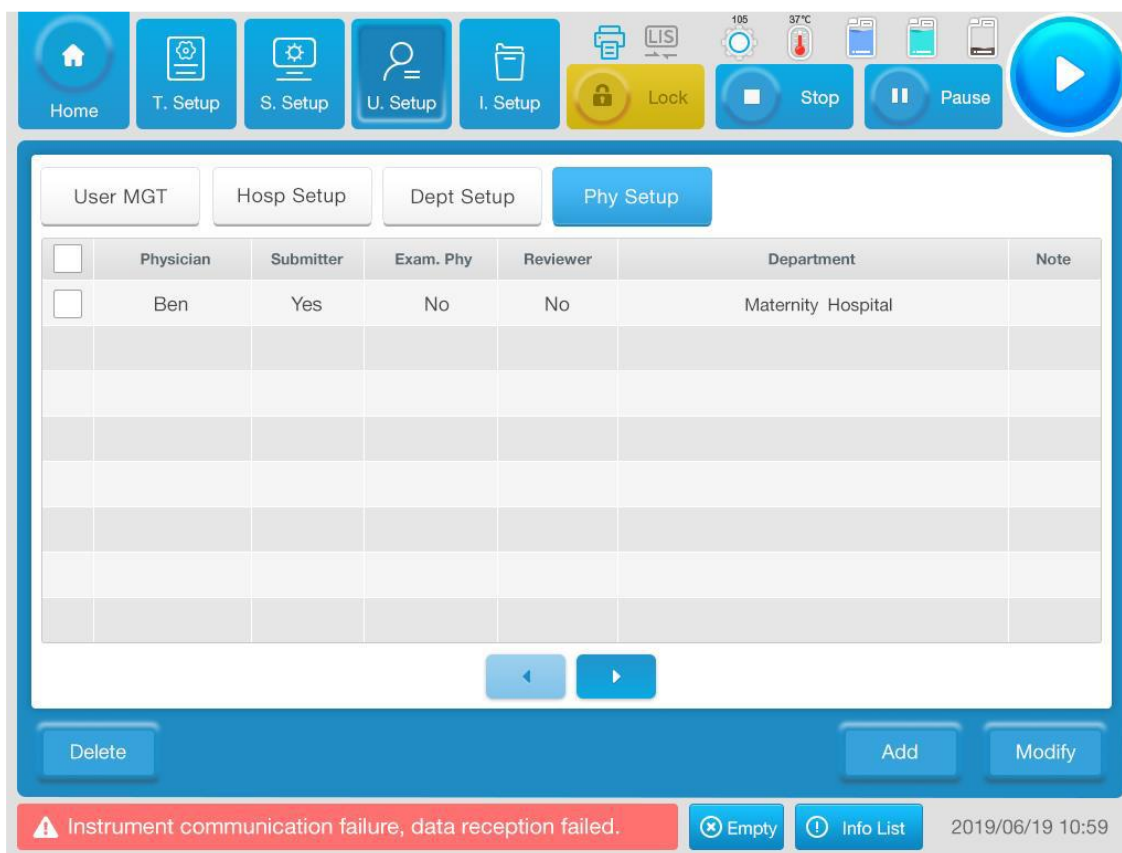 105 37°C
LIS
Home T. Setup S. Setup U. Setup I. Setup Lock Stop Pause
User MGT Hosp Setup Dept Setup Phy Setup
Physician Submitter Exam. Phy Reviewer Department Note
Ben Yes No No Maternity Hospital
Delete Add Modify
Instrument communication failure, data reception failed. Empty Info List 2019/06/19 10:59